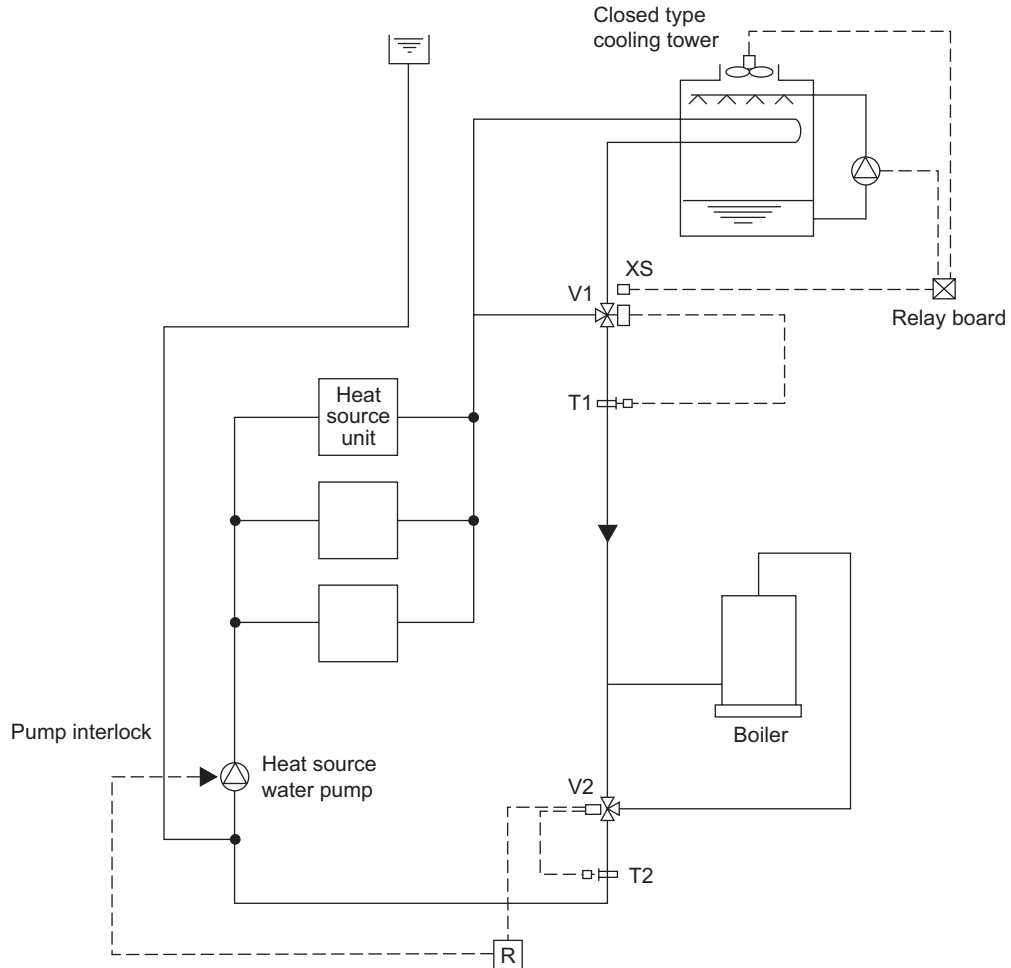 Closed type
cooling tower
XS
V1
Relay board
T1
Heat
source
unit
Boiler
Pump interlock
Heat source
water pump
V2
T2
R